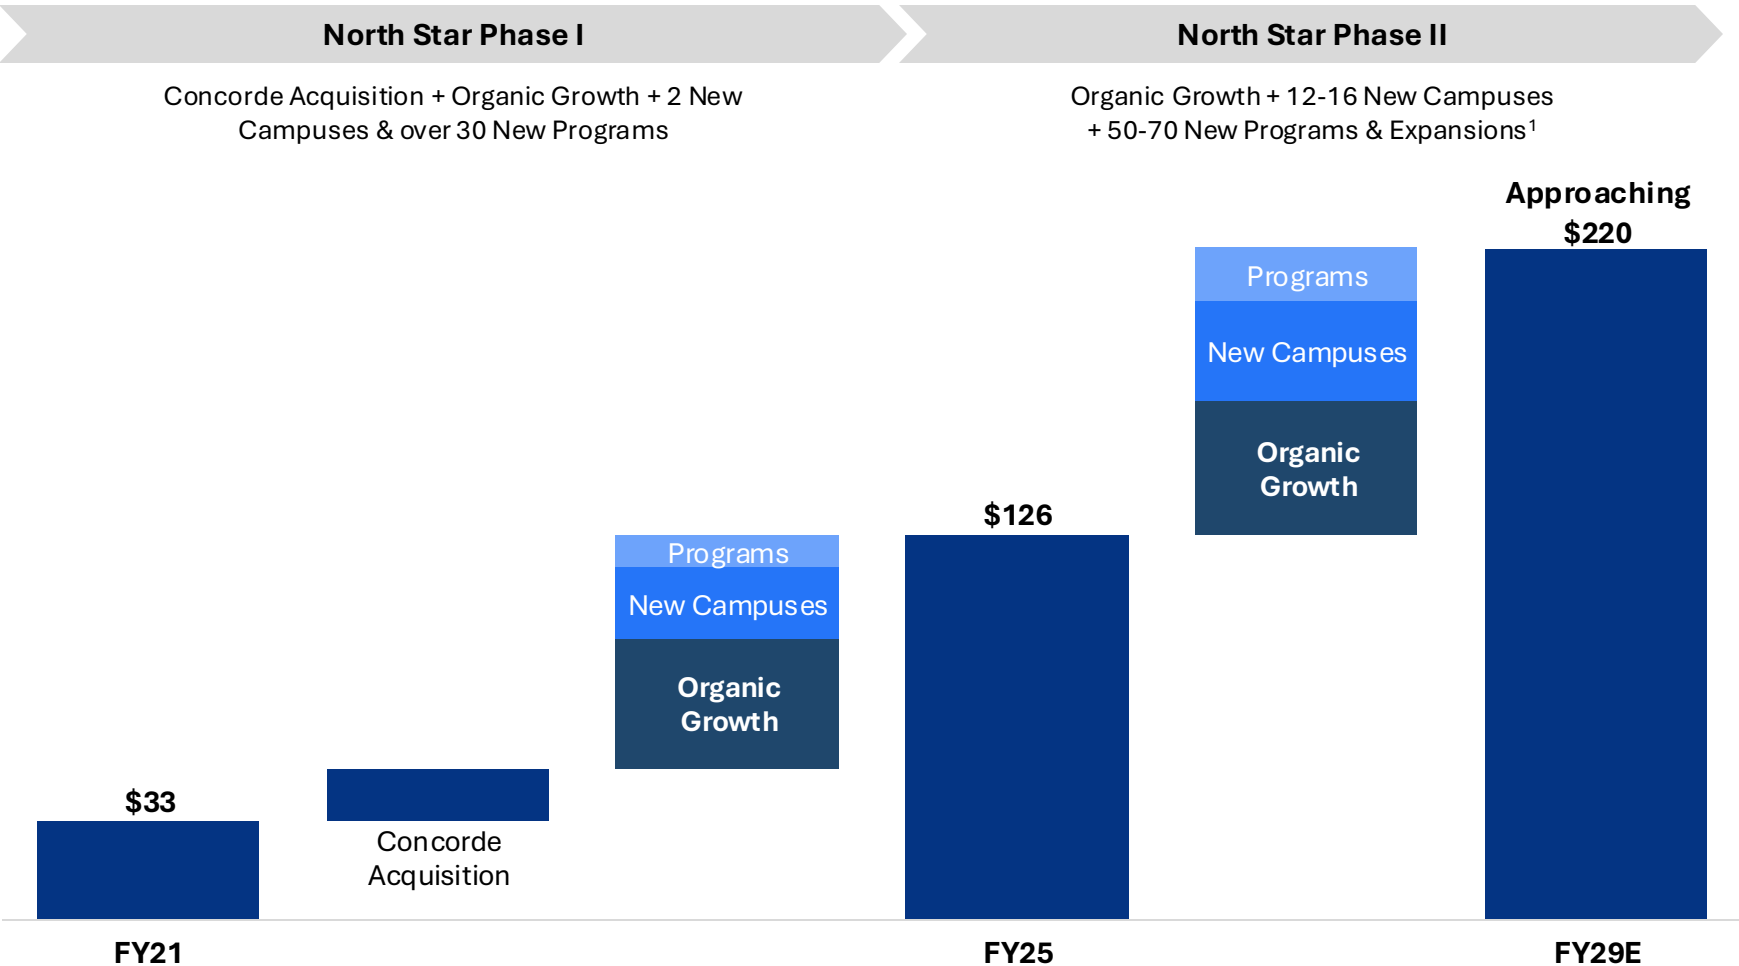 North Star Phase I
North Star Phase II
Concorde Acquisition + Organic Growth + 2 New
Campuses & over 30 New Programs
Organic Growth + 12-16 New Campuses
+ 50-70 New Programs & Expansions¹
Approaching
$220
Programs
New Campuses
Organic
Growth
$126
Programs
New Campuses
Organic
Growth
$33
Concorde
Acquisition
FY21
FY25
FY29E